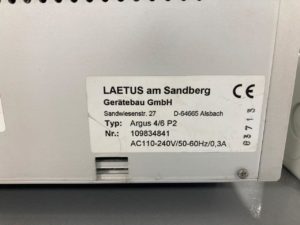 LAETUS am Sandberg
Gerätebau GmbH
Sandwiesenstr. 27 D-64665 Alsbach
Typ: Argus 4/6 P2
Nr.: 109834841
AC110-240V/50-60Hz/0,3A
CE
83713